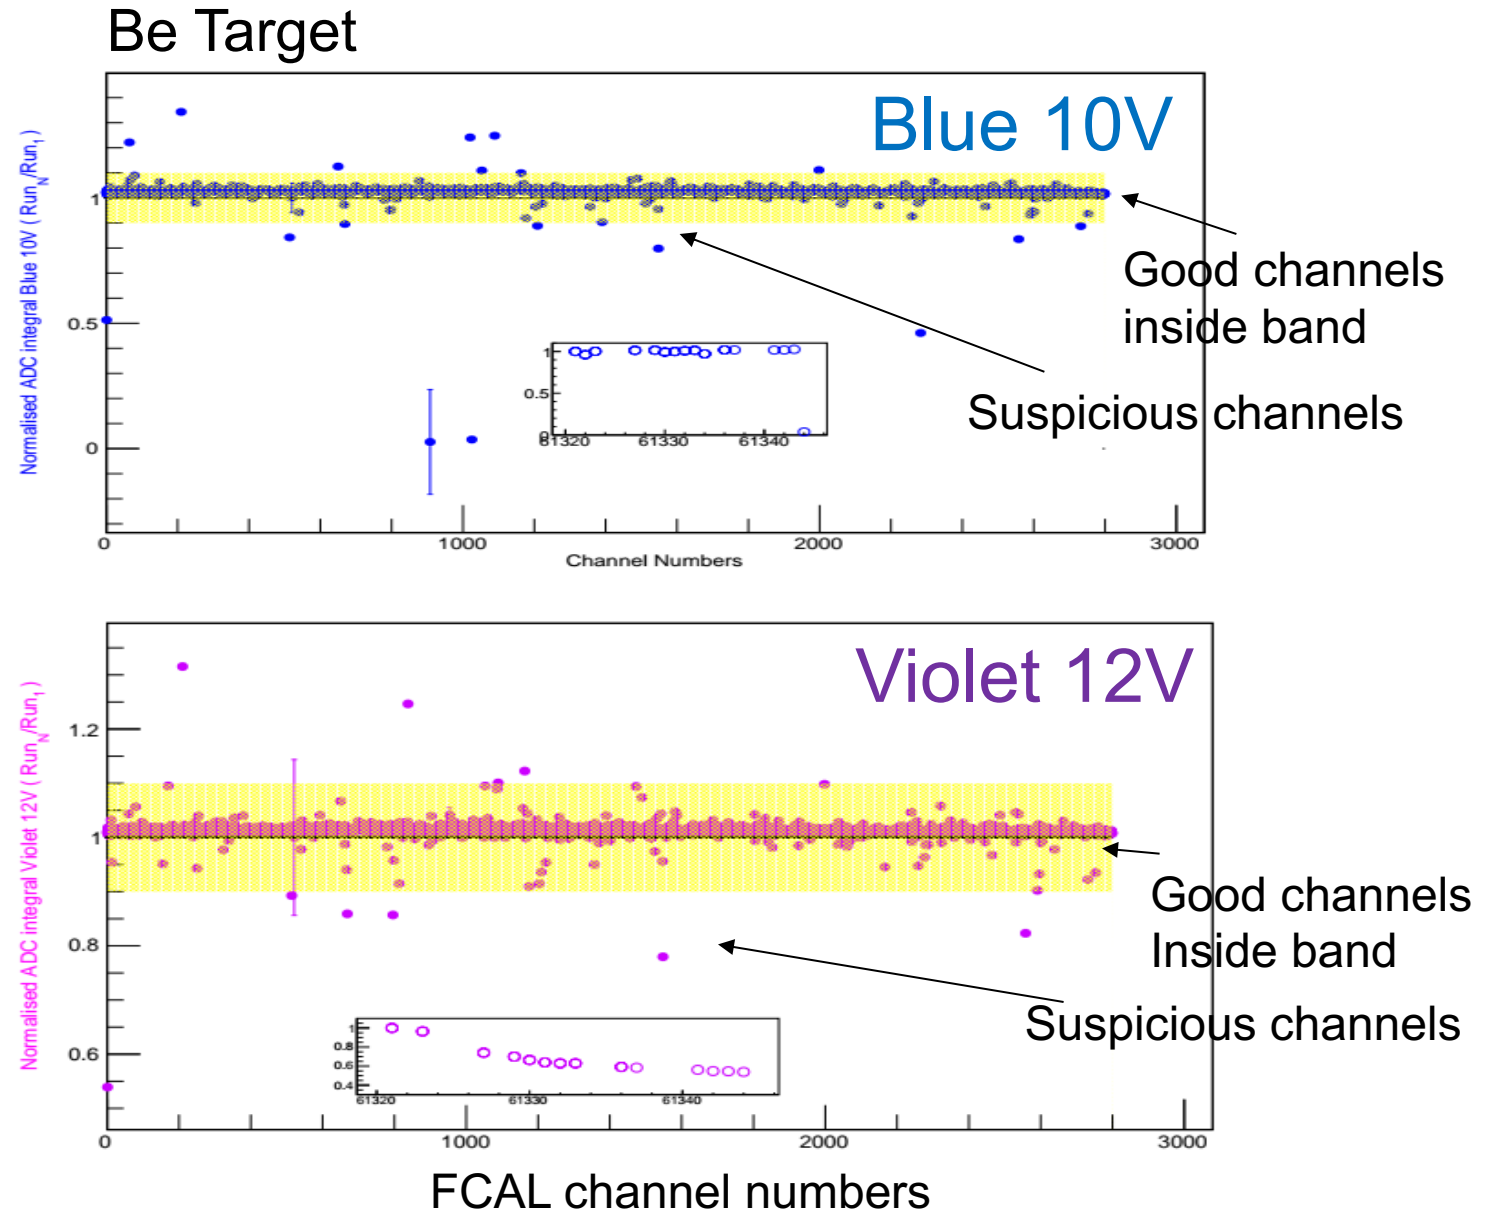 Be Target
Normalised ADC integral Blue 10V ( Run_N/Run_1 )
Blue 10V
1
0.5
0
1
0.5
0
61320 61330 61340
Good channels
inside band
Suspicious channels
0 1000 2000 3000
Channel Numbers
Normalised ADC integral Violet 12V ( Run_N/Run_1 )
Violet 12V
1.2
1
0.8
0.6
1
0.8
0.6
0.4
61320 61330 61340
Good channels
Inside band
Suspicious channels
0 1000 2000 3000
FCAL channel numbers